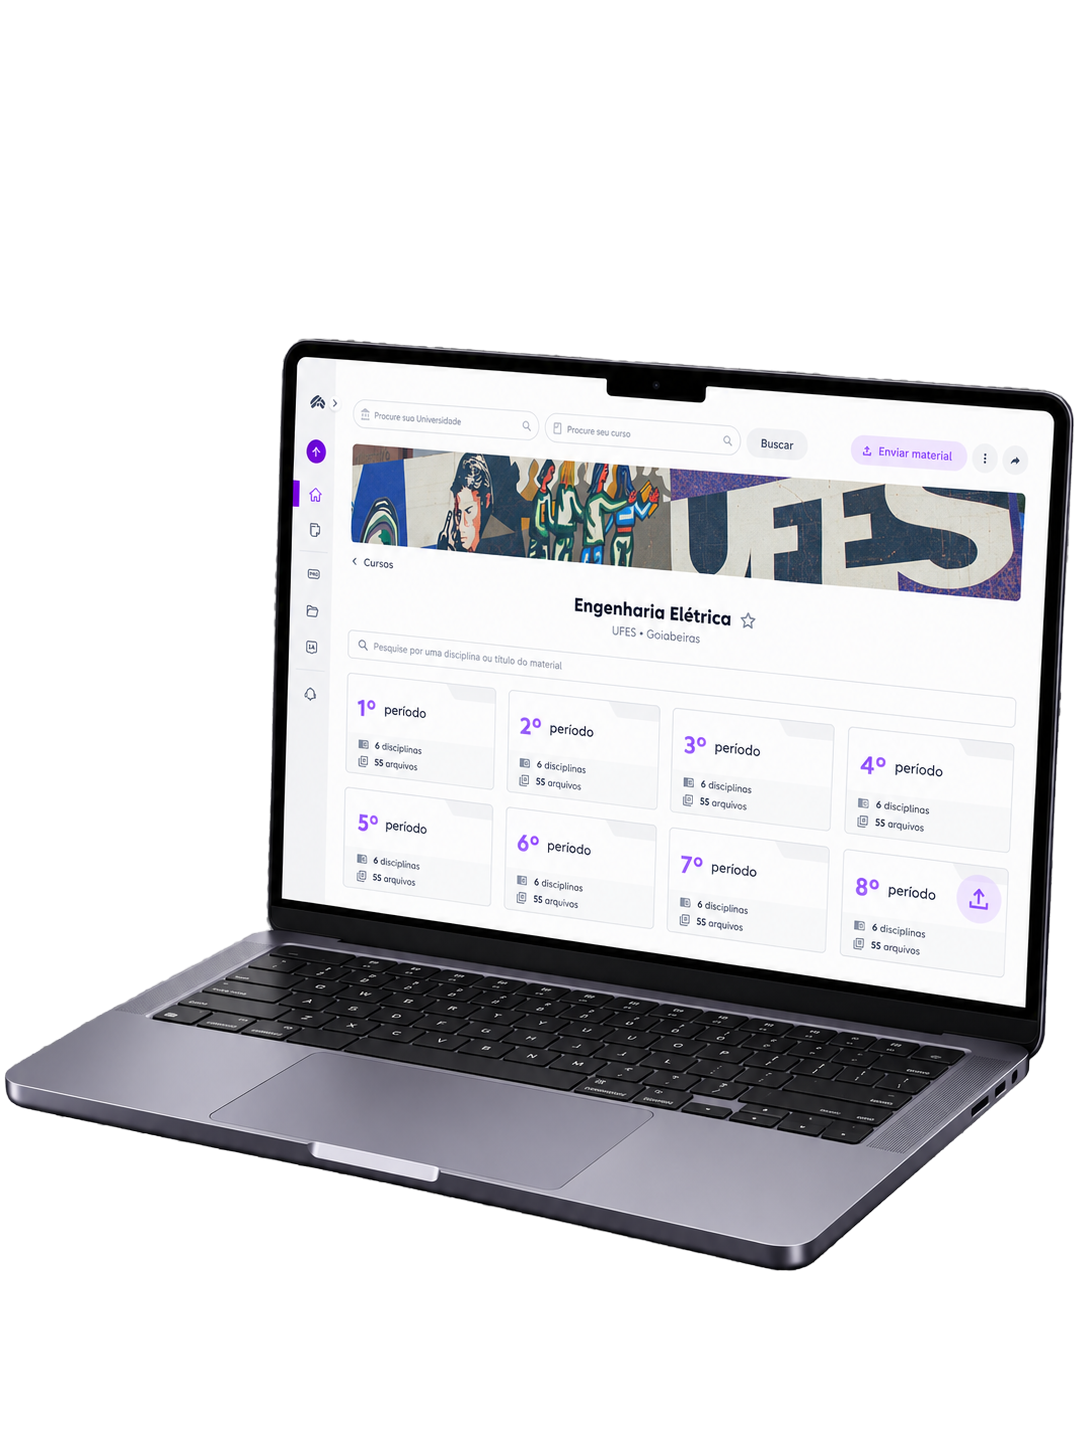 Procure sua Universidade
Procure seu curso
Buscar
Enviar material
UFES
Cursos
Engenharia Elétrica
UFES • Goiabeiras
Pesquise por uma disciplina ou título do material
1º período
6 disciplinas
55 arquivos
2º período
6 disciplinas
55 arquivos
3º período
6 disciplinas
55 arquivos
4º período
6 disciplinas
55 arquivos
5º período
6 disciplinas
55 arquivos
6º período
6 disciplinas
55 arquivos
7º período
6 disciplinas
55 arquivos
8º período
6 disciplinas
55 arquivos
PRO
IA